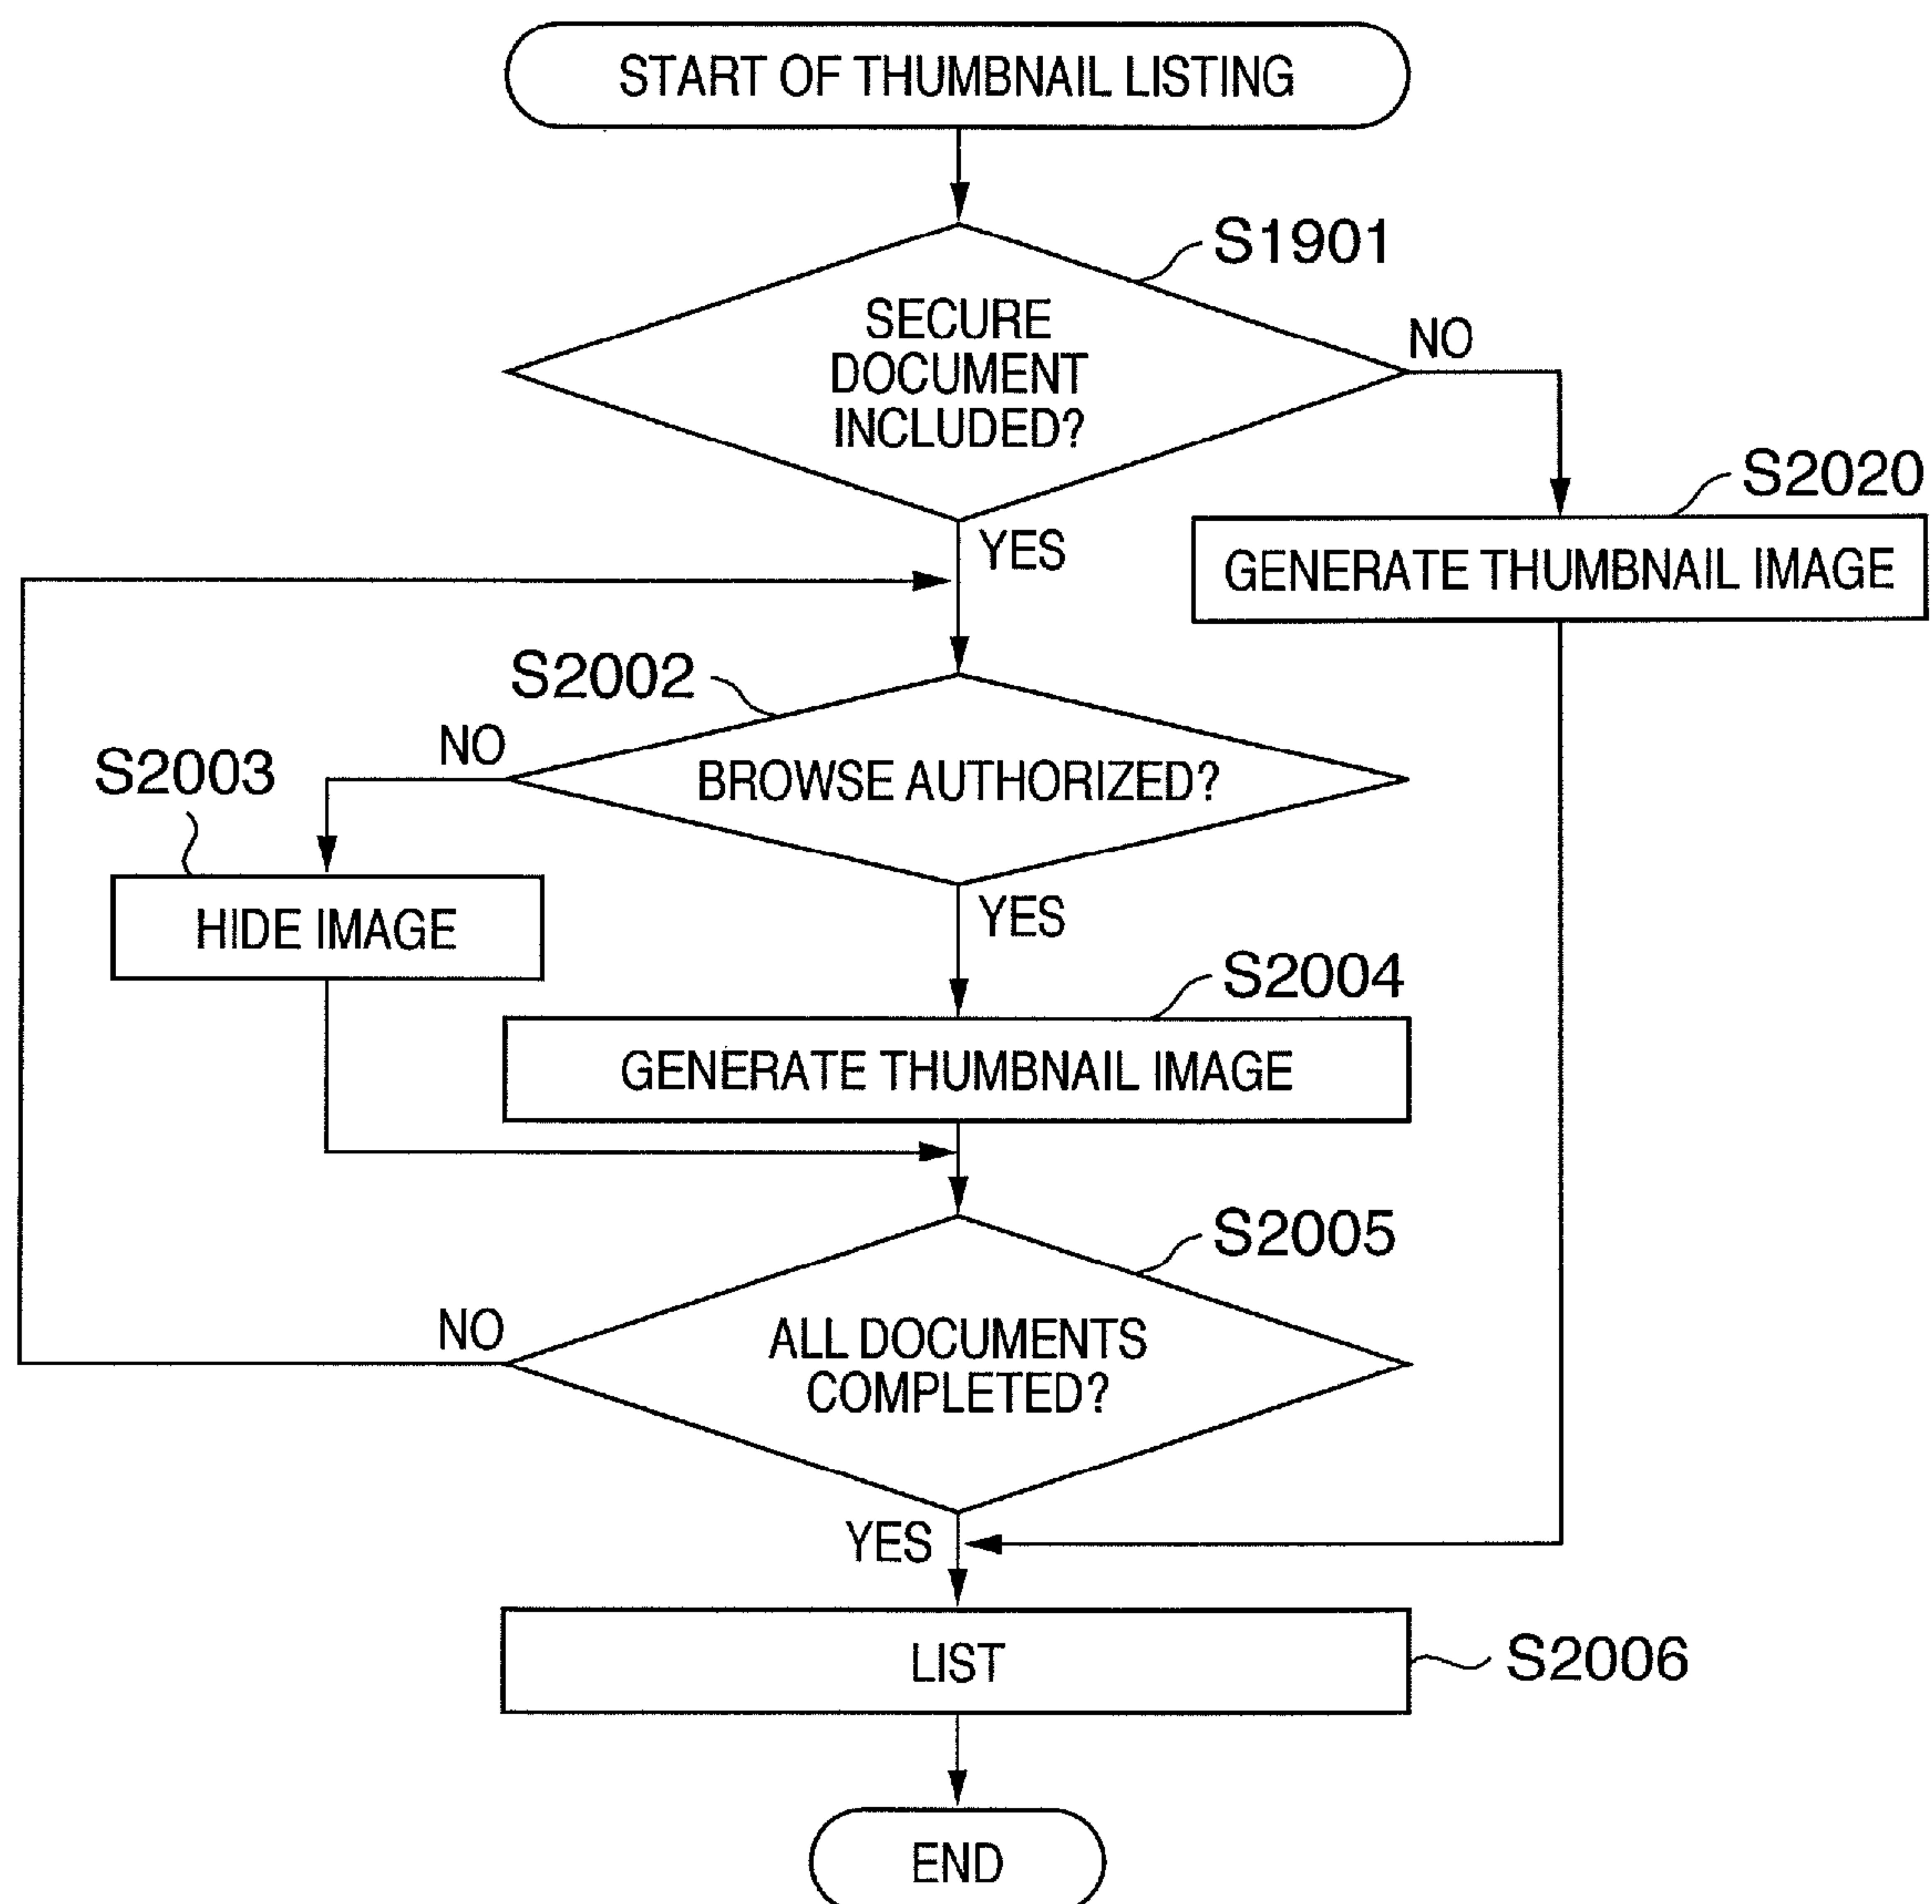 START OF THUMBNAIL LISTING
S1901
SECURE
DOCUMENT
INCLUDED?
NO
S2020
YES
GENERATE THUMBNAIL IMAGE
S2002
NO
S2003
BROWSE AUTHORIZED?
HIDE IMAGE
YES
S2004
GENERATE THUMBNAIL IMAGE
S2005
NO
ALL DOCUMENTS
COMPLETED?
YES
LIST
S2006
END